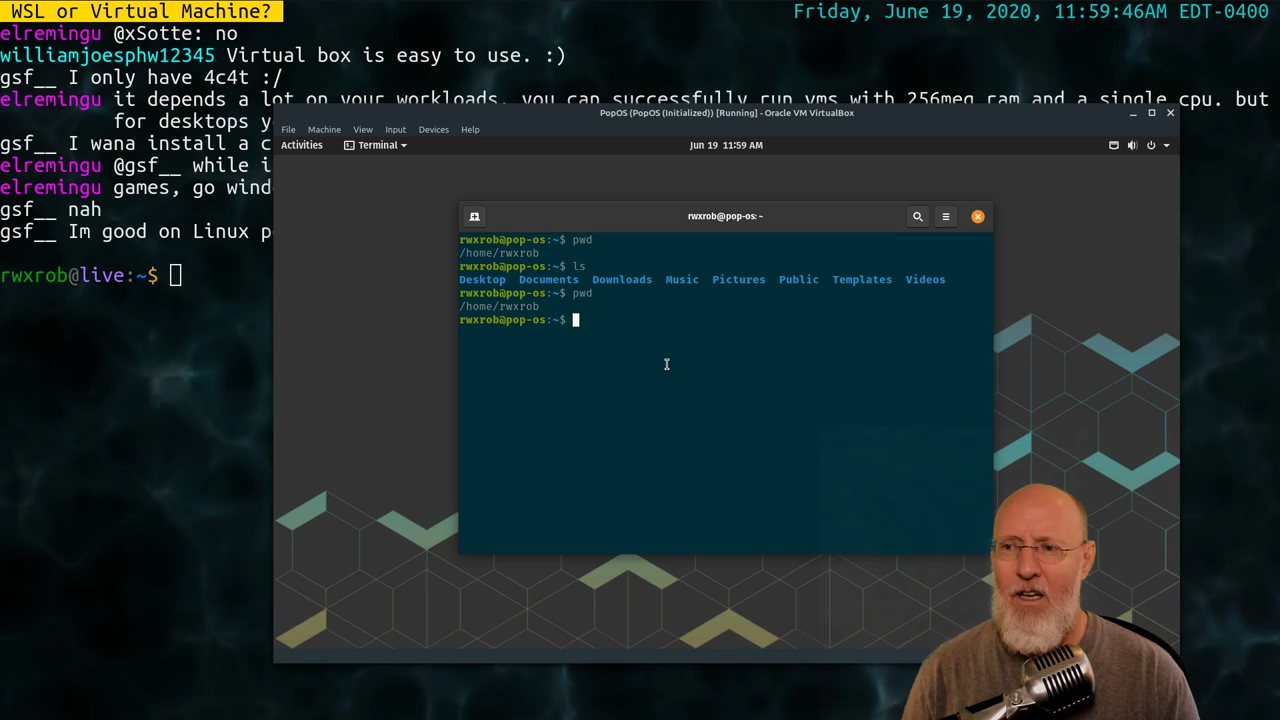 WSL or Virtual Machine?
Friday, June 19, 2020, 11:59:46AM EDT-0400
elremingu @xSotte: no
williamjoesphw12345 Virtual box is easy to use. :)
gsf__ I only have 4c4t :/
elremingu it depends a lot on your workloads. you can successfully run vms with 256meg ram and a single cpu. but
for desktops y
gsf__ I wana install a c
elremingu @gsf__ while i
elremingu games, go wind
gsf__ nah
gsf__ Im good on Linux p
rwxrob@live:~$
PopOS (PopOS (Initialized)) [Running] - Oracle VM VirtualBox
File Machine View Input Devices Help
Activities Terminal Jun 19 11:59 AM
rwxrob@pop-os: ~
rwxrob@pop-os:~$ pwd
/home/rwxrob
rwxrob@pop-os:~$ ls
Desktop Documents Downloads Music Pictures Public Templates Videos
rwxrob@pop-os:~$ pwd
/home/rwxrob
rwxrob@pop-os:~$